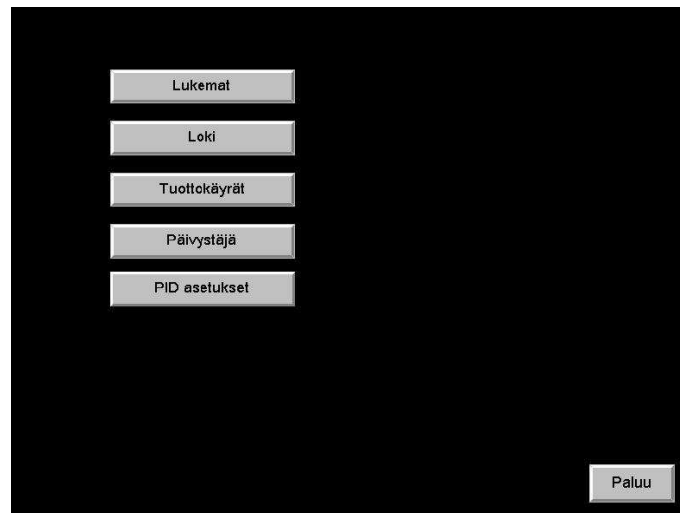 Lukemat
Loki
Tuottokäyrät
Päivystäjä
PID asetukset
Paluu